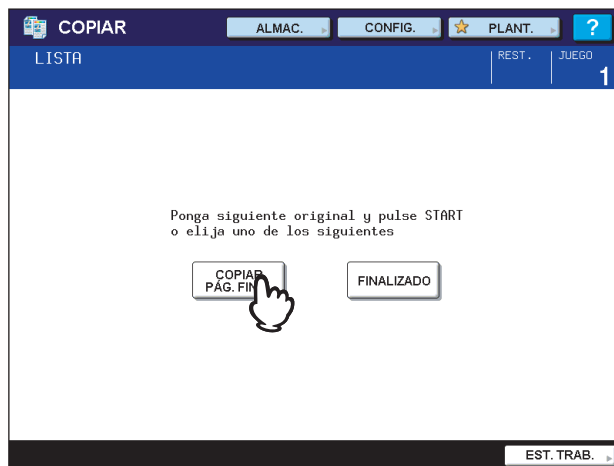 COPIAR
ALMAC.
CONFIG.
PLANT.
?
LISTA
REST.
JUEGO
1
Ponga siguiente original y pulse START
o elija uno de los siguientes
COPIAR
PÁG.
FINALIZADO
EST. TRAB.